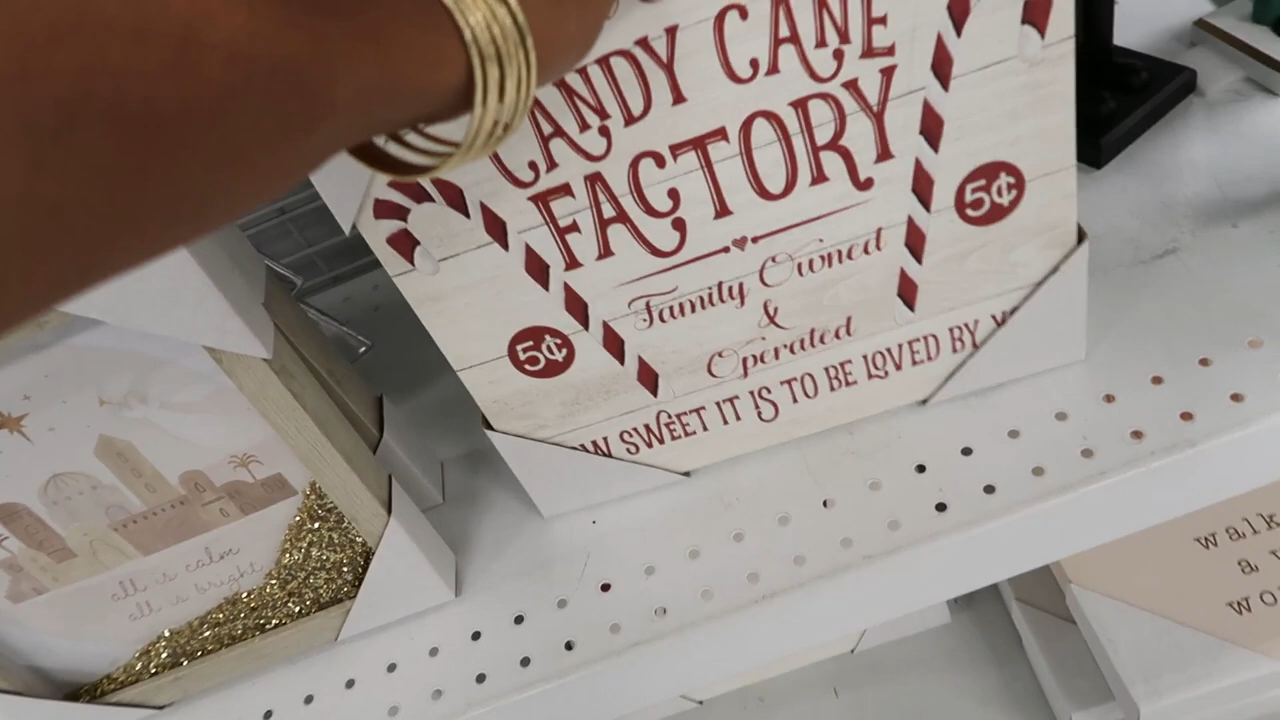 CANDY CANE
FACTORY
5¢
Family Owned
&
Operated
5¢
SWEET IT IS TO BE LOVED BY
all is calm
all is bright
walk
a